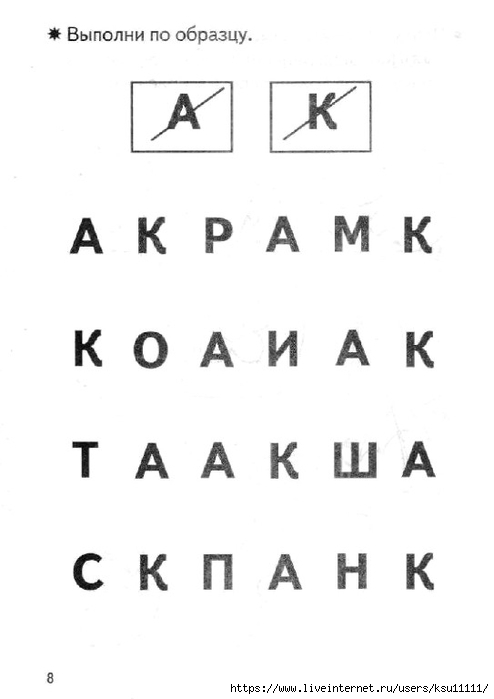 ✷ Выполни по образцу.
А К
А К Р А М К
К О А И А К
Т А А К Ш А
С К П А Н К
8
https://www.liveinternet.ru/users/ksu11111/